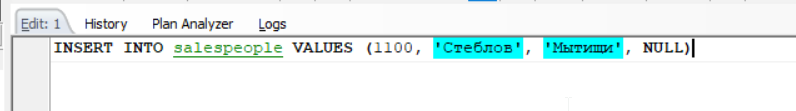 Edit: 1 History Plan Analyzer Logs
INSERT INTO salespeople VALUES (1100, 'Стеблов', 'Мытищи', NULL)